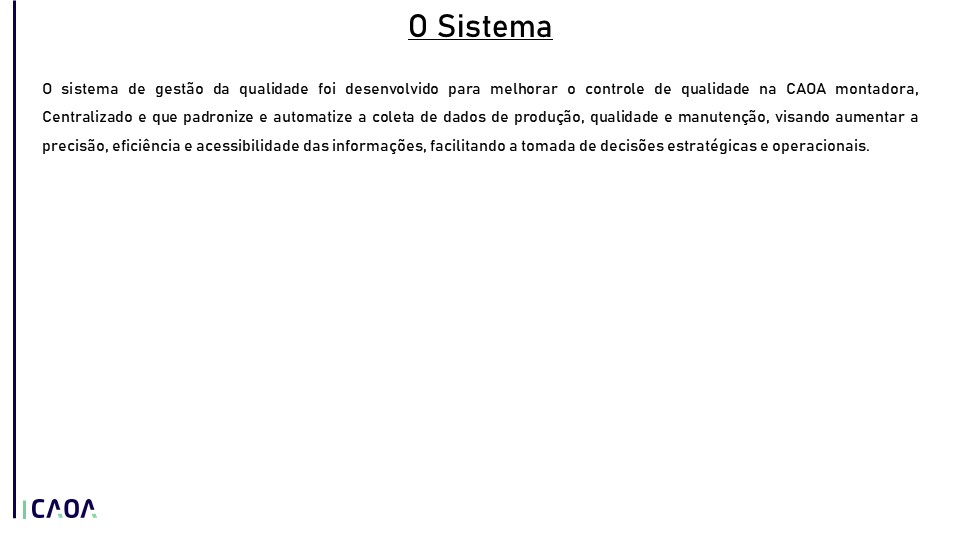 O Sistema
O sistema de gestão da qualidade foi desenvolvido para melhorar o controle de qualidade na CAOA montadora,
Centralizado e que padronize e automatize a coleta de dados de produção, qualidade e manutenção, visando aumentar a
precisão, eficiência e acessibilidade das informações, facilitando a tomada de decisões estratégicas e operacionais.
CAOA